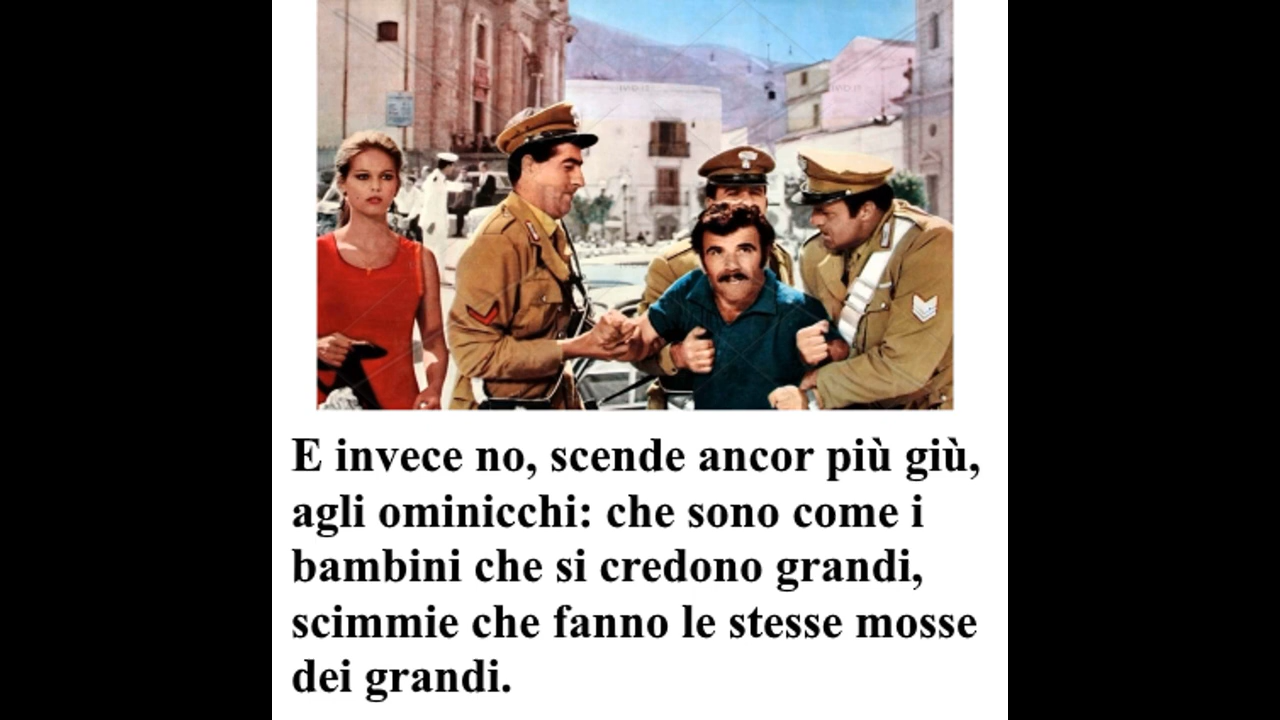 E invece no, scende ancor più giù,
agli ominicchi: che sono come i
bambini che si credono grandi,
scimmie che fanno le stesse mosse
dei grandi.